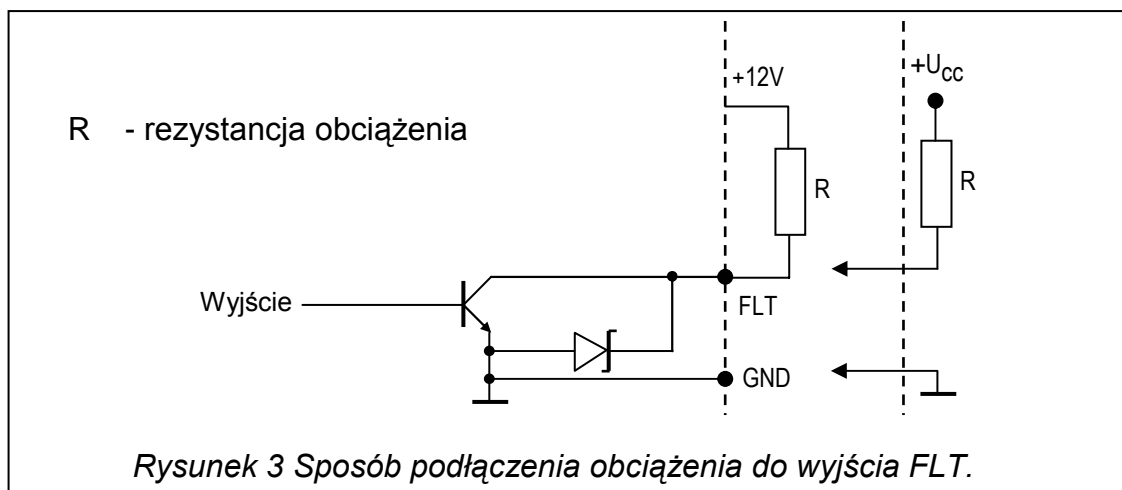 +12V
+UCC
R - rezystancja obciążenia
R
R
Wyjście
FLT
GND
Rysunek 3 Sposób podłączenia obciążenia do wyjścia FLT.